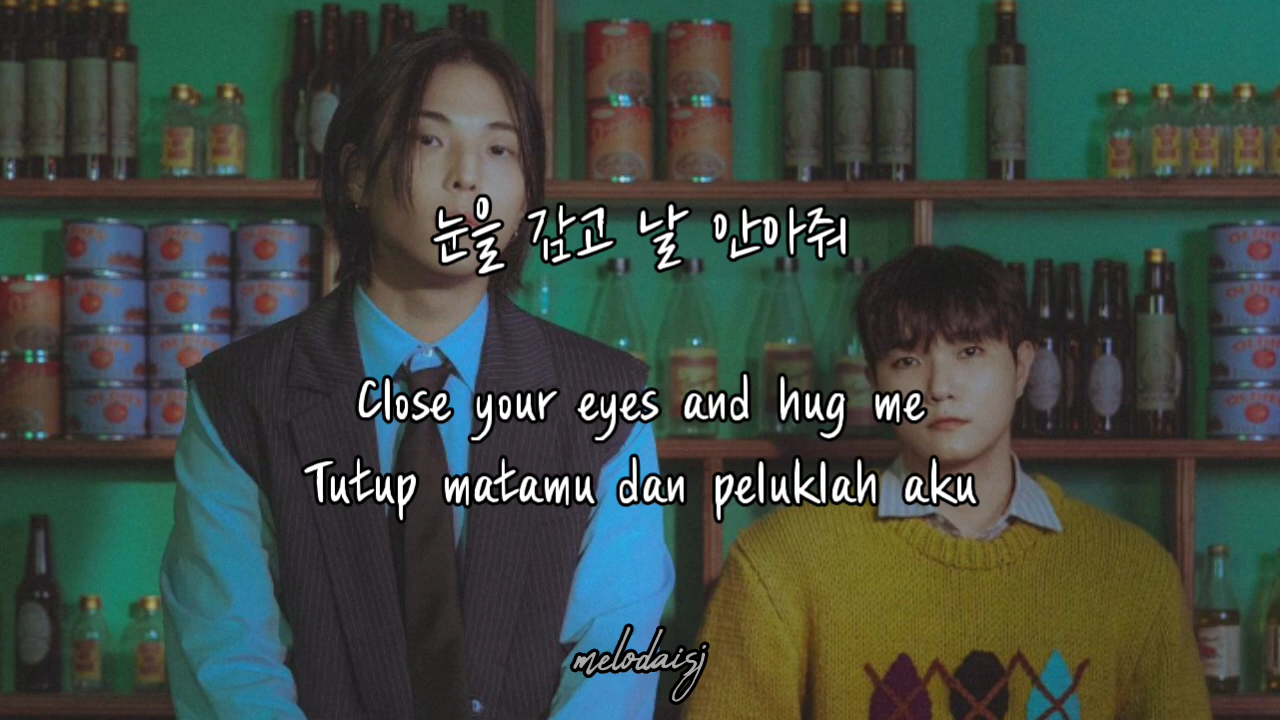 눈을 감고 날 안아줘
Close your eyes and hug me
Tutup matamu dan peluklah aku
melodaisj